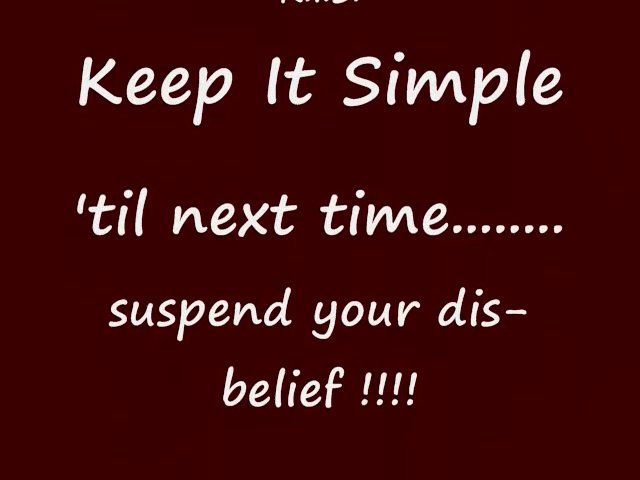 Keep It Simple
'til next time........
suspend your dis-
belief !!!!